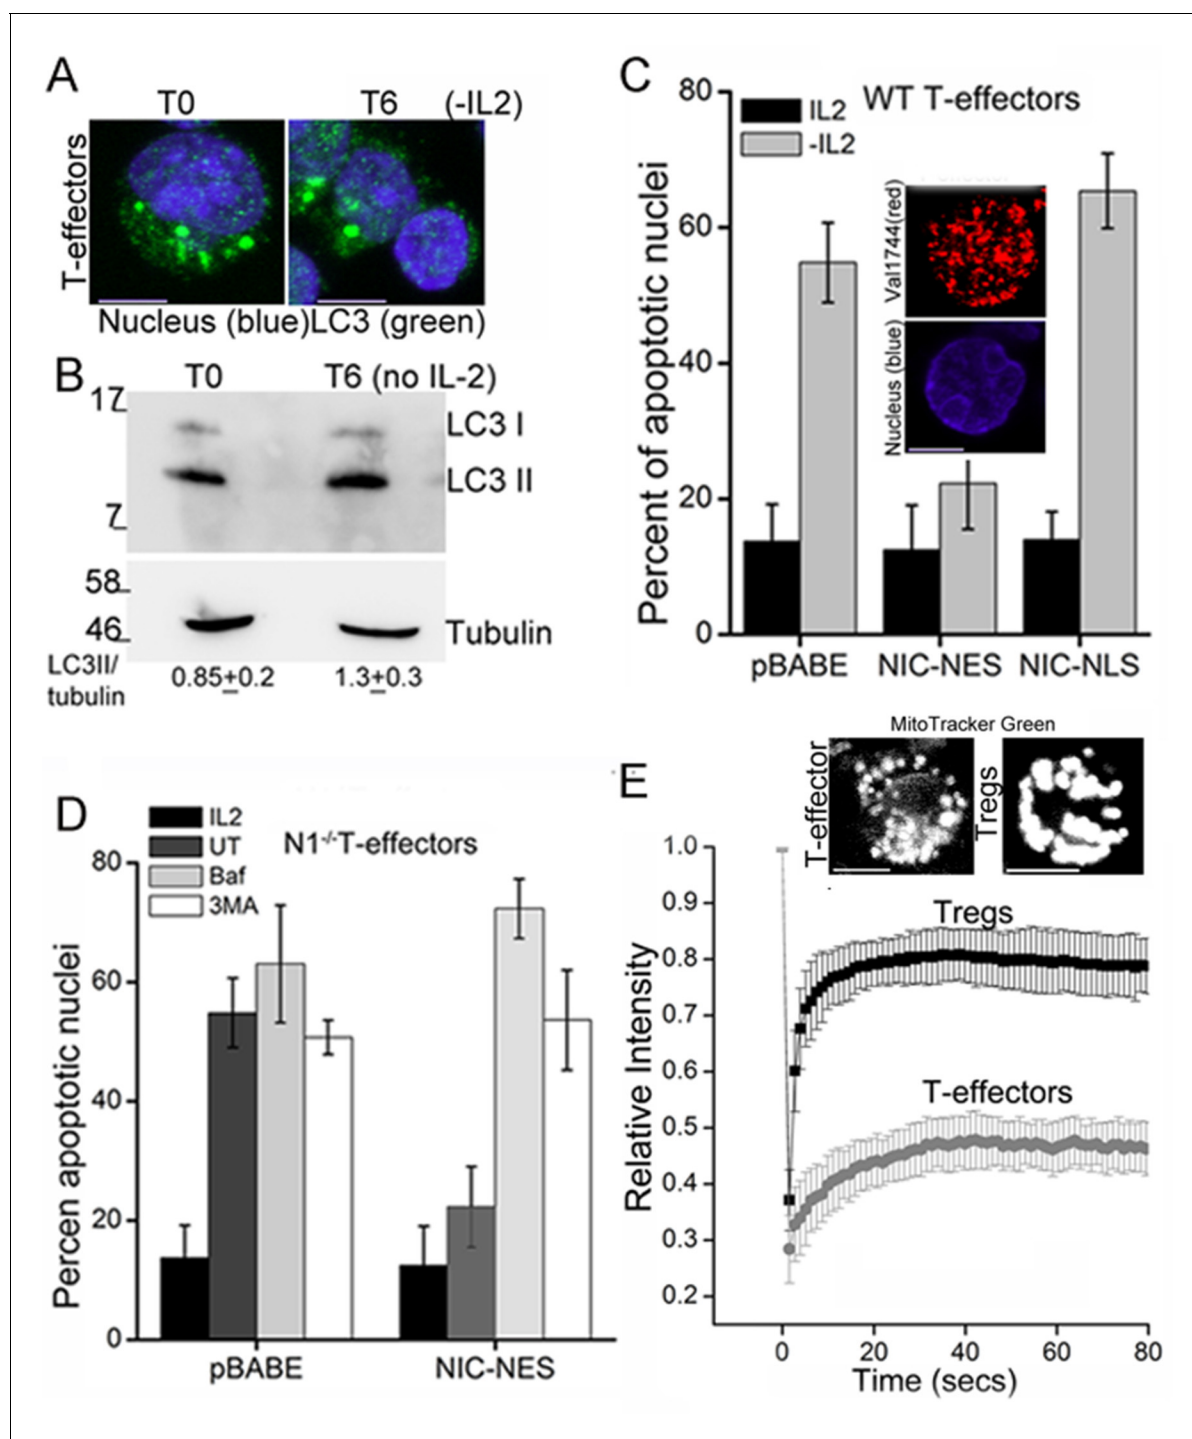 A
T0
T6
(-IL2)
T-effectors
Nucleus (blue)LC3 (green)
B
T0
T6 (no IL-2)
17
LC3 I
LC3 II
7
58
46
Tubulin
LC3II/
tubulin
0.85±0.2
1.3±0.3
C
WT T-effectors
IL2
-IL2
Percent of apoptotic nuclei
80
60
40
20
0
Val1744(red)
Nucleus (blue)
pBABE
NIC-NES
NIC-NLS
D
N1-/-T-effectors
IL2
UT
Baf
3MA
Percen apoptotic nuclei
80
60
40
20
0
pBABE
NIC-NES
E
MitoTracker Green
T-effector
Tregs
Relative Intensity
1.0
0.9
0.8
0.7
0.6
0.5
0.4
0.3
0.2
Tregs
T-effectors
0
20
40
60
80
Time (secs)